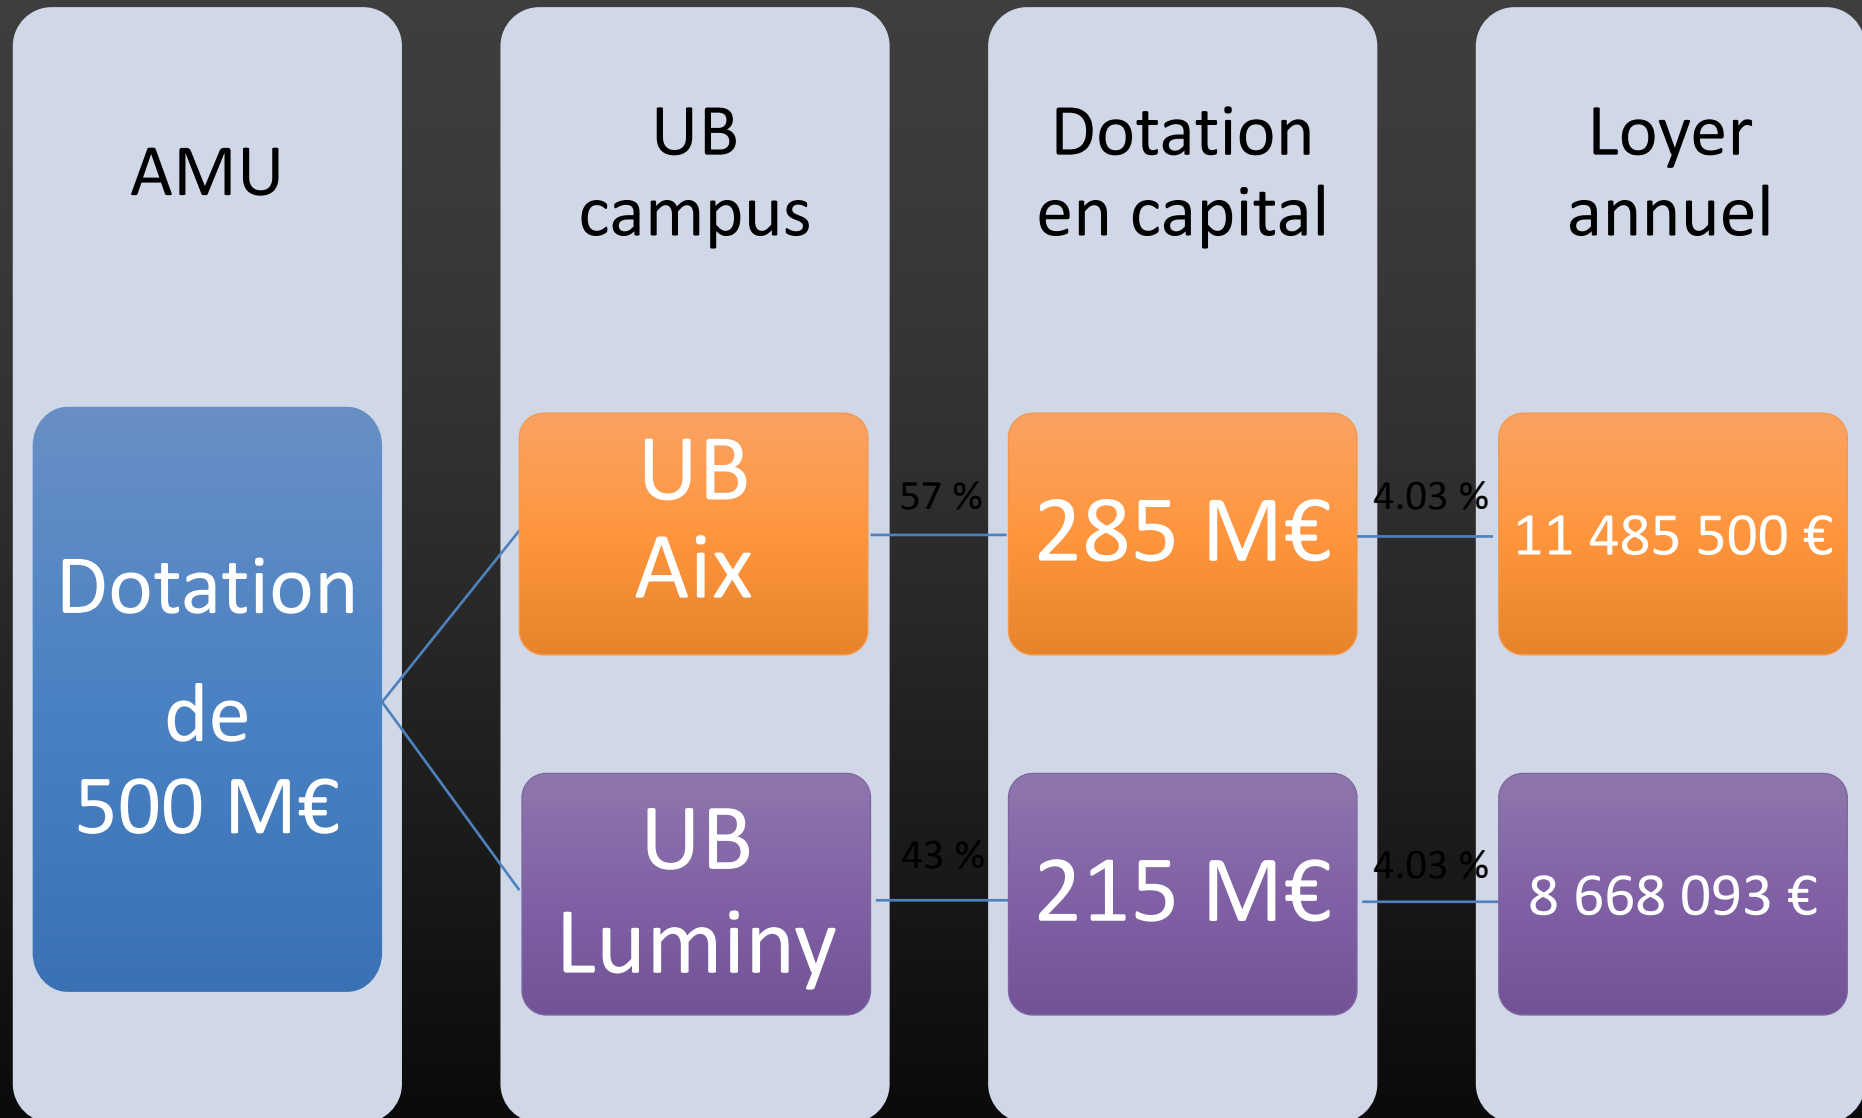 AMU
UB
campus
Dotation
en capital
Loyer
annuel
Dotation
de
500 M€
UB
Aix
57 %
285 M€
4.03 %
11 485 500 €
UB
Luminy
43 %
215 M€
4.03 %
8 668 093 €